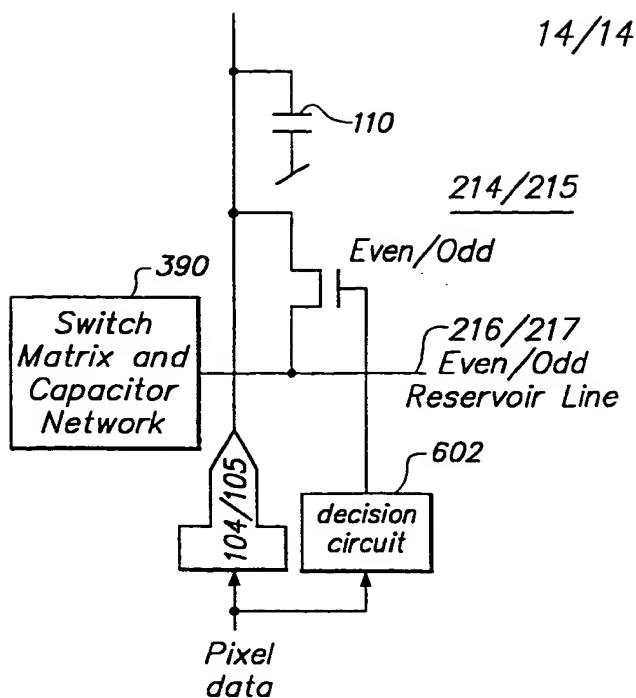 14/14
110
214/215
Even/Odd
390
Switch
Matrix and
Capacitor
Network
216/217
Even/Odd
Reservoir Line
602
104/105
decision
circuit
Pixel
data